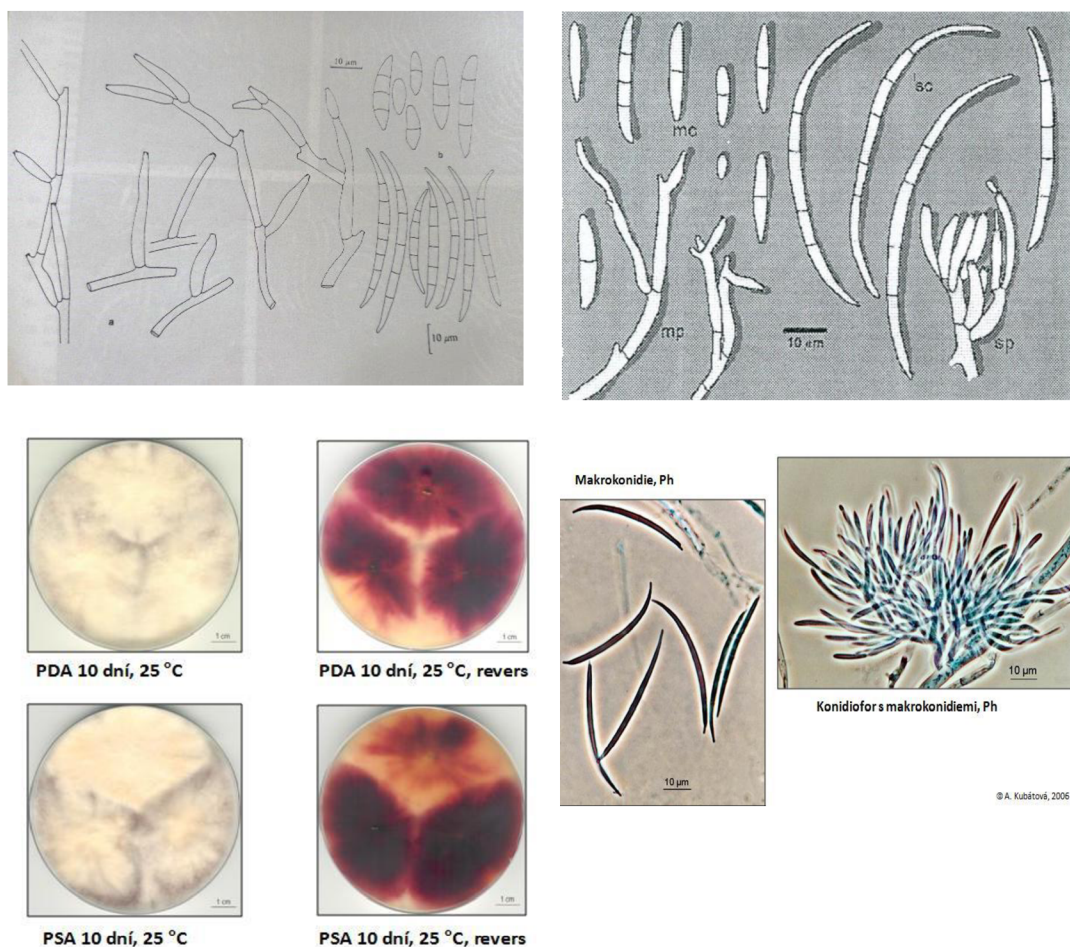 10 µm
a
b
10 µm
mc
sc
mp
10 µm
sp
1 cm
1 cm
PDA 10 dní, 25 °C
PDA 10 dní, 25 °C, revers
1 cm
1 cm
PSA 10 dní, 25 °C
PSA 10 dní, 25 °C, revers
Makrokonidie, Ph
10 µm
10 µm
Konidiofor s makrokonidiemi, Ph
© A. Kubátová, 2006